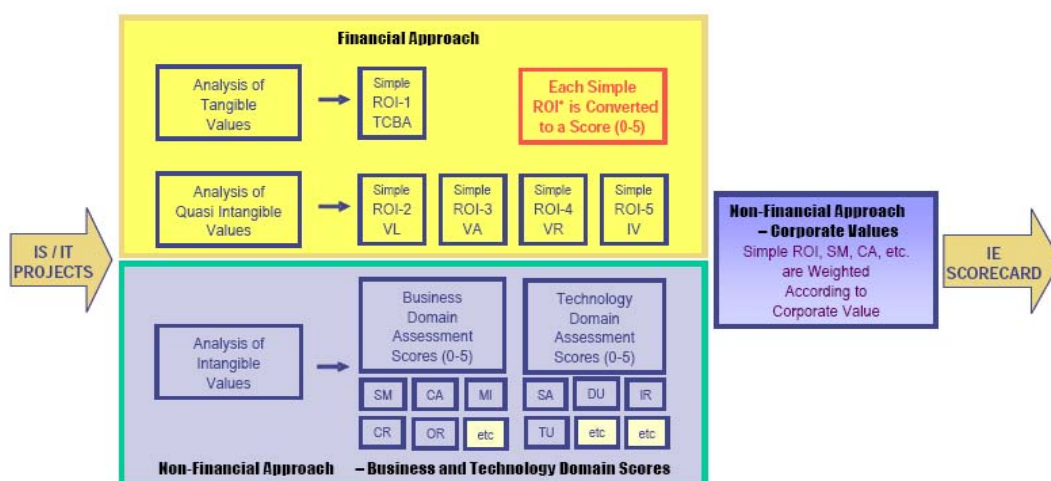 Financial Approach
Analysis of
Tangible
Values
Simple
ROI-1
TCBA
Each Simple
ROI* is Converted
to a Score (0-5)
Analysis of
Quasi Intangible
Values
Simple
ROI-2
VL
Simple
ROI-3
VA
Simple
ROI-4
VR
Simple
ROI-5
IV
IS / IT
PROJECTS
Non-Financial Approach
– Corporate Values
Simple ROI, SM, CA, etc.
are Weighted
According to
Corporate Value
IE
SCORECARD
Analysis of
Intangible
Values
Business
Domain
Assessment
Scores (0-5)
SM
CA
MI
CR
OR
etc
Technology
Domain
Assessment
Scores (0-5)
SA
DU
IR
TU
etc
etc
Non-Financial Approach – Business and Technology Domain Scores